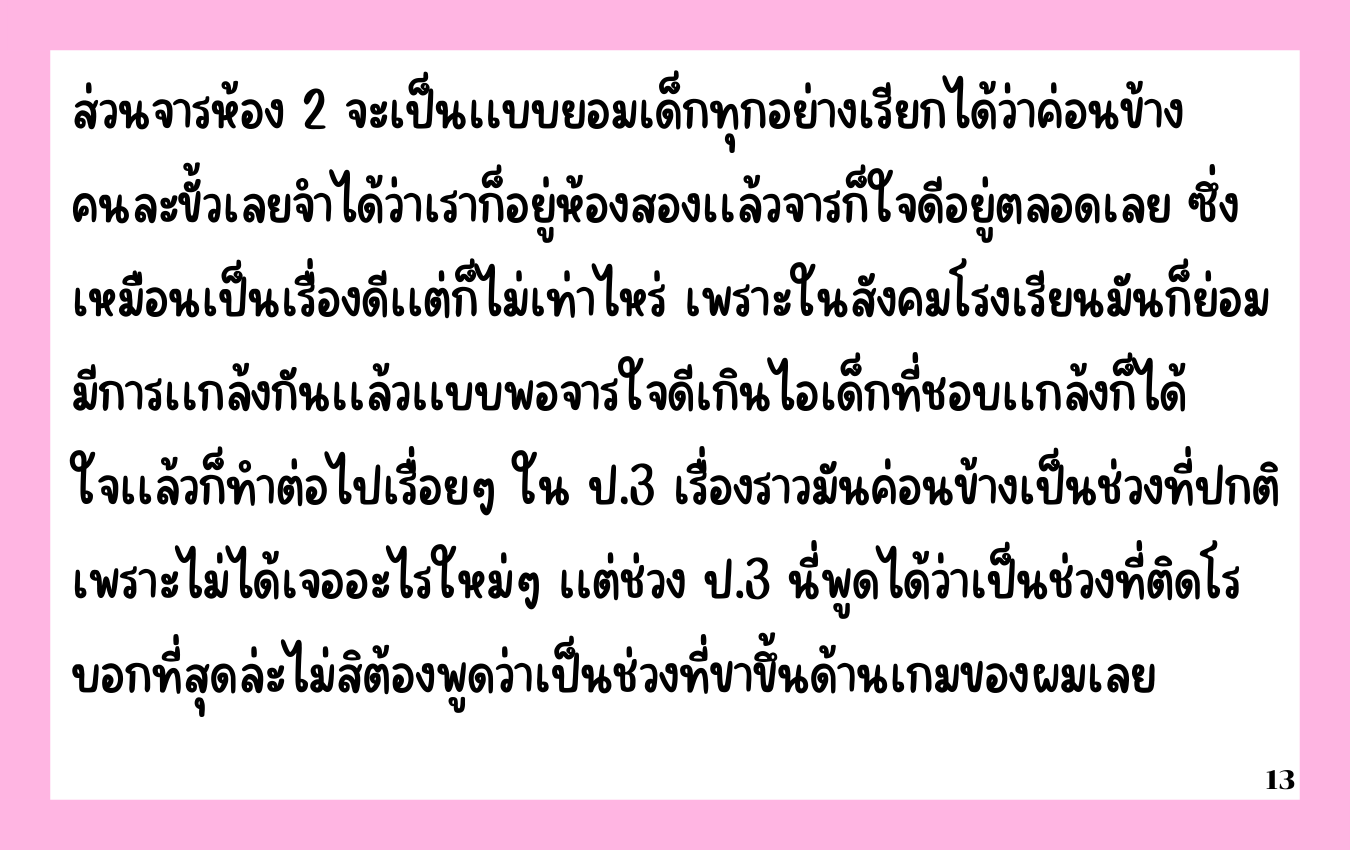 ส่วนจารห้อง 2 จะเป็นแบบยอมเด็กทุกอย่างเรียกได้ว่าค่อนข้าง
คนละขั้วเลยจำได้ว่าเราก็อยู่ห้องสองแล้วจารก็ใจดีอยู่ตลอดเลย ซึ่ง
เหมือนเป็นเรื่องดีแต่ก็ไม่เท่าไหร่ เพราะในสังคมโรงเรียนมันก็ย่อม
มีการแกล้งกันแล้วแบบพอจารใจดีเกินไอเด็กที่ชอบแกล้งก็ได้
ใจแล้วก็ทำต่อไปเรื่อยๆ ใน ป.3 เรื่องราวมันค่อนข้างเป็นช่วงที่ปกติ
เพราะไม่ได้เจออะไรใหม่ๆ แต่ช่วง ป.3 นี่พูดได้ว่าเป็นช่วงที่ติดโร
บอกที่สุดล่ะไม่สิต้องพูดว่าเป็นช่วงที่ขาขึ้นด้านเกมของผมเลย
13